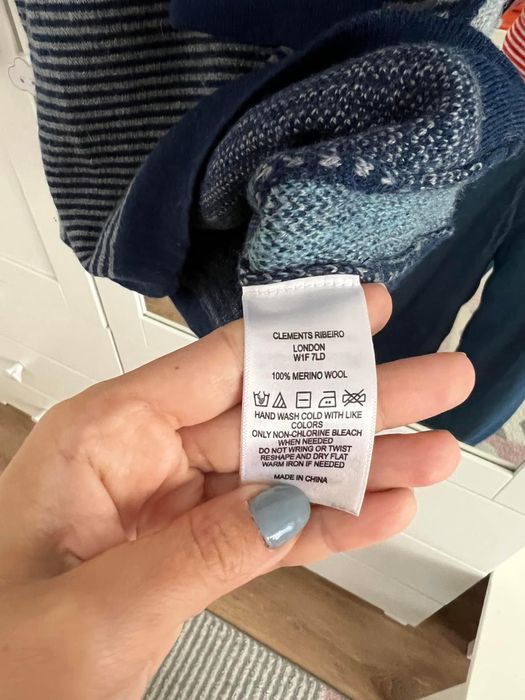 CLEMENTS RIBEIRO
LONDON
W1F 7LD
100% MERINO WOOL
HAND WASH COLD WITH LIKE
COLORS
ONLY NON-CHLORINE BLEACH
WHEN NEEDED
DO NOT WRING OR TWIST
RESHAPE AND DRY FLAT
WARM IRON IF NEEDED
MADE IN CHINA